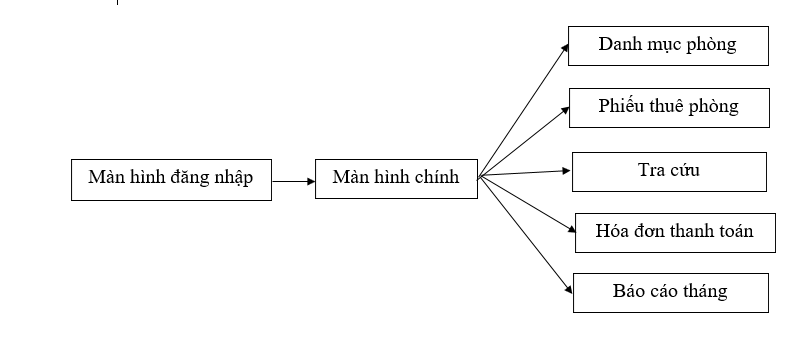 Màn hình đăng nhập
Màn hình chính
Danh mục phòng
Phiếu thuê phòng
Tra cứu
Hóa đơn thanh toán
Báo cáo tháng